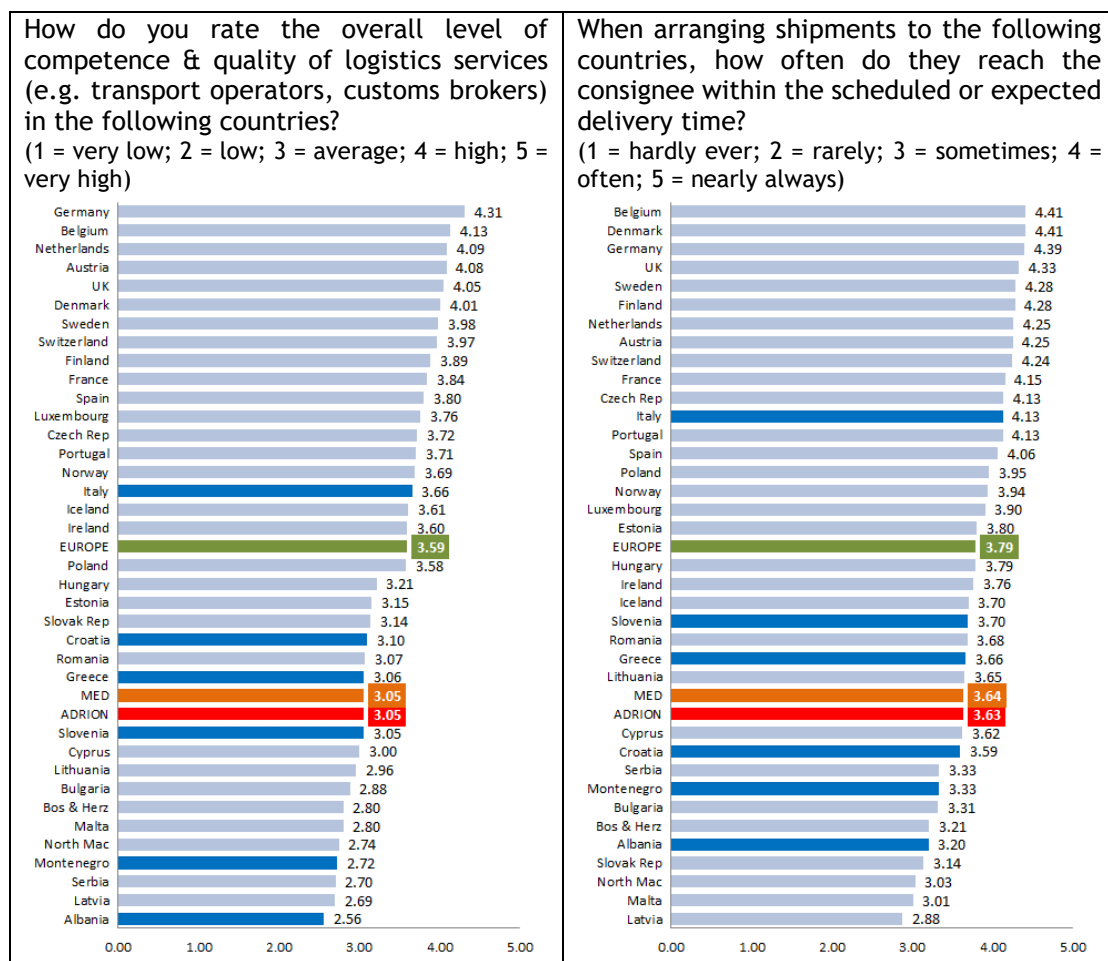 How do you rate the overall level of
competence & quality of logistics services
(e.g. transport operators, customs brokers)
in the following countries?
(1 = very low; 2 = low; 3 = average; 4 = high; 5 =
very high)
Germany 4.31
Belgium 4.13
Netherlands 4.09
Austria 4.08
UK 4.05
Denmark 4.01
Sweden 3.98
Switzerland 3.97
Finland 3.89
France 3.84
Spain 3.80
Luxembourg 3.76
Czech Rep 3.72
Portugal 3.71
Norway 3.69
Italy 3.66
Iceland 3.61
Ireland 3.60
EUROPE 3.59
Poland 3.58
Hungary 3.21
Estonia 3.15
Slovak Rep 3.14
Croatia 3.10
Romania 3.07
Greece 3.06
MED 3.05
ADRION 3.05
Slovenia 3.05
Cyprus 3.00
Lithuania 2.96
Bulgaria 2.88
Bos & Herz 2.80
Malta 2.80
North Mac 2.74
Montenegro 2.72
Serbia 2.70
Latvia 2.69
Albania 2.56
0.00 1.00 2.00 3.00 4.00 5.00
When arranging shipments to the following
countries, how often do they reach the
consignee within the scheduled or expected
delivery time?
(1 = hardly ever; 2 = rarely; 3 = sometimes; 4 =
often; 5 = nearly always)
Belgium 4.41
Denmark 4.41
Germany 4.39
UK 4.33
Sweden 4.28
Finland 4.28
Netherlands 4.25
Austria 4.25
Switzerland 4.24
France 4.15
Czech Rep 4.13
Italy 4.13
Portugal 4.13
Spain 4.06
Poland 3.95
Norway 3.94
Luxembourg 3.90
Estonia 3.80
EUROPE 3.79
Hungary 3.79
Ireland 3.76
Iceland 3.70
Slovenia 3.70
Romania 3.68
Greece 3.66
Lithuania 3.65
MED 3.64
ADRION 3.63
Cyprus 3.62
Croatia 3.59
Serbia 3.33
Montenegro 3.33
Bulgaria 3.31
Bos & Herz 3.21
Albania 3.20
Slovak Rep 3.14
North Mac 3.03
Malta 3.01
Latvia 2.88
0.00 1.00 2.00 3.00 4.00 5.00